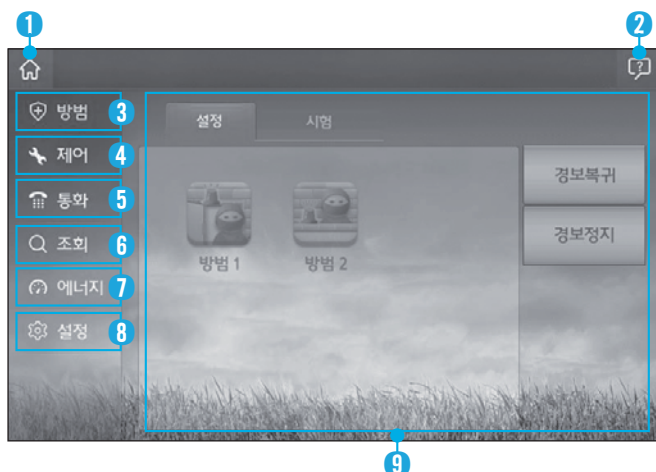 1
2
방범 3
설정 시험
제어 4
경보복귀
통화 5
경보정지
조회 6
방범 1 방범 2
에너지 7
설정 8
9